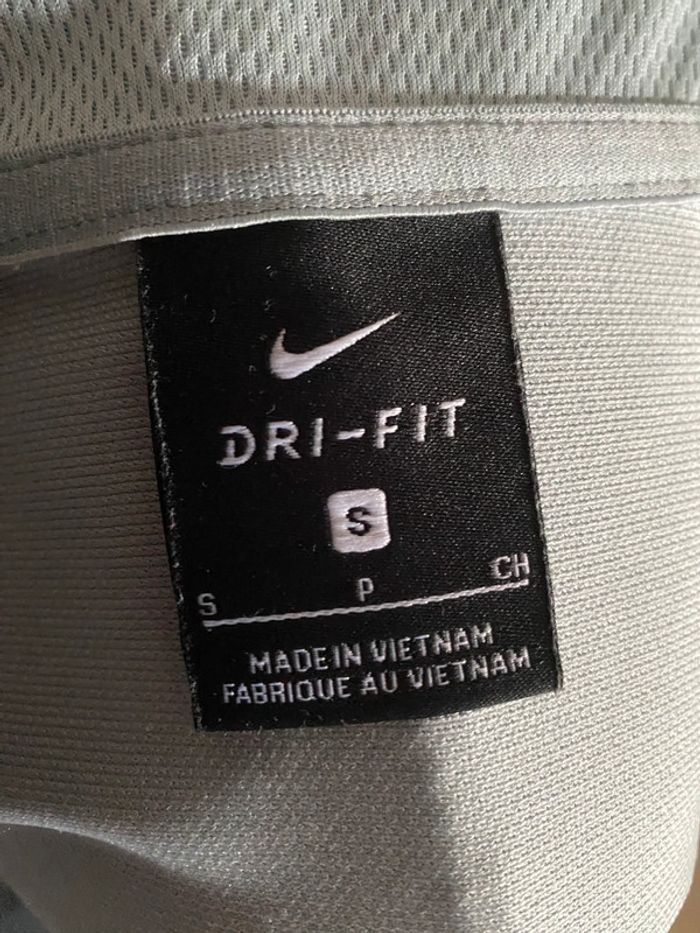 DRI-FIT
S
S P CH
MADE IN VIETNAM
FABRIQUE AU VIETNAM